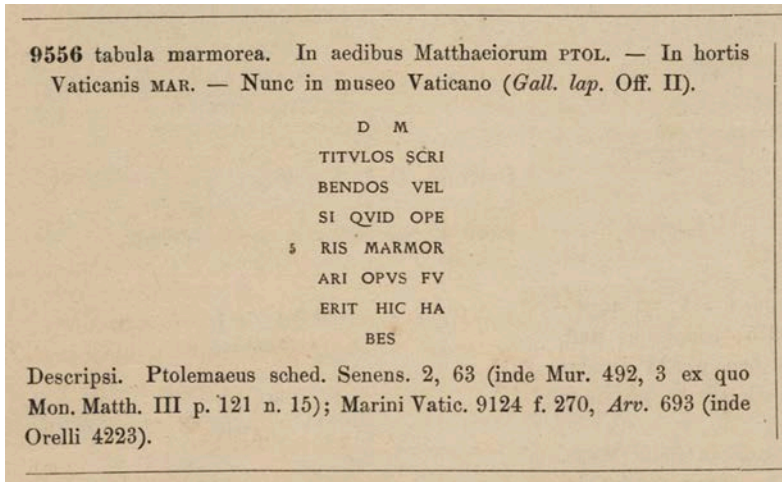 9556 tabula marmorea. In aedibus Matthaeiorum PTOL. — In hortis
Vaticanis MAR. — Nunc in museo Vaticano (Gall. lap. Off. II).
D M
TITVLOS SCRI
BENDOS VEL
SI QVID OPE
5 RIS MARMOR
ARI OPVS FV
ERIT HIC HA
BES
Descripsi. Ptolemaeus sched. Senens. 2, 63 (inde Mur. 492, 3 ex quo
Mon. Matth. III p. 121 n. 15); Marini Vatic. 9124 f. 270, Arv. 693 (inde
Orelli 4223).